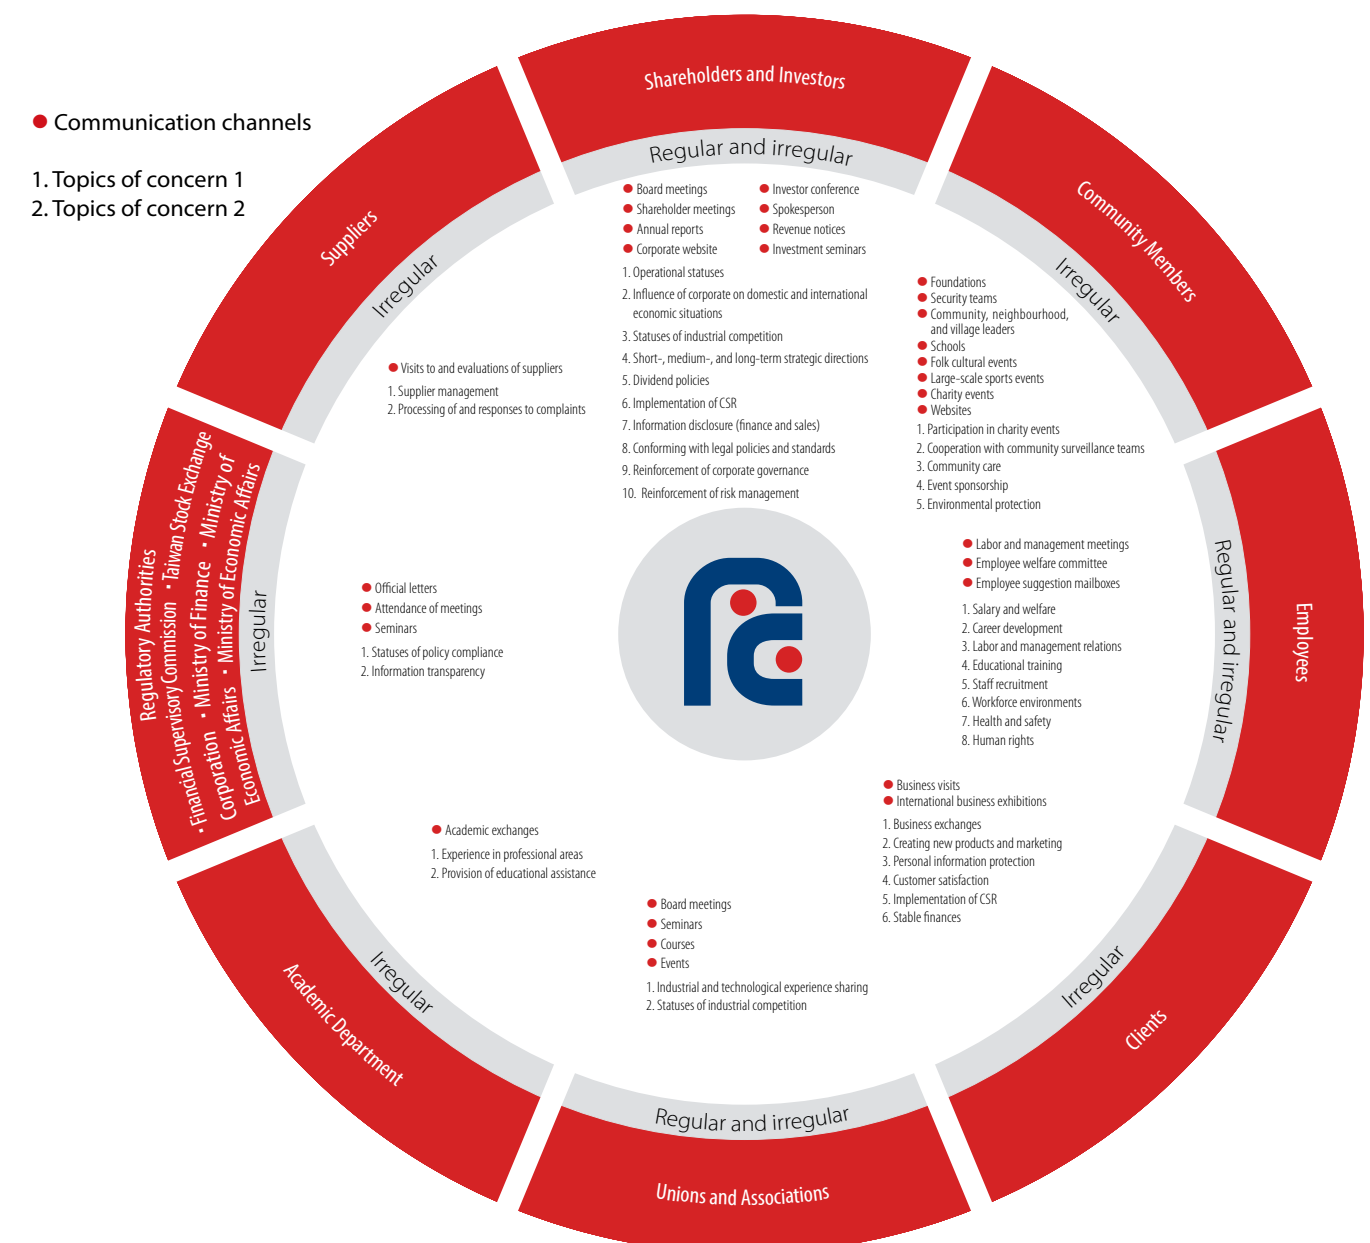 ● Communication channels
1. Topics of concern 1
2. Topics of concern 2
Shareholders and Investors
Regular and irregular
● Board meetings
● Shareholder meetings
● Annual reports
● Corporate website
● Investor conference
● Spokesperson
● Revenue notices
● Investment seminars
1. Operational statuses
2. Influence of corporate on domestic and international
economic situations
3. Statuses of industrial competition
4. Short-, medium-, and long-term strategic directions
5. Dividend policies
6. Implementation of CSR
7. Information disclosure (finance and sales)
8. Conforming with legal policies and standards
9. Reinforcement of corporate governance
10. Reinforcement of risk management
Community Members
Irregular
● Foundations
● Security teams
● Community, neighbourhood,
and village leaders
● Schools
● Folk cultural events
● Large-scale sports events
● Charity events
● Websites
1. Participation in charity events
2. Cooperation with community surveillance teams
3. Community care
4. Event sponsorship
5. Environmental protection
Employees
Regular and irregular
● Labor and management meetings
● Employee welfare committee
● Employee suggestion mailboxes
1. Salary and welfare
2. Career development
3. Labor and management relations
4. Educational training
5. Staff recruitment
6. Workforce environments
7. Health and safety
8. Human rights
Clients
Irregular
● Business visits
● International business exhibitions
1. Business exchanges
2. Creating new products and marketing
3. Personal information protection
4. Customer satisfaction
5. Implementation of CSR
6. Stable finances
Unions and Associations
Regular and irregular
● Board meetings
● Seminars
● Courses
● Events
1. Industrial and technological experience sharing
2. Statuses of industrial competition
Academic Department
Irregular
● Academic exchanges
1. Experience in professional areas
2. Provision of educational assistance
Regulatory Authorities
▪ Financial Supervisory Commission ▪ Taiwan Stock Exchange
Corporation ▪ Ministry of Finance ▪ Ministry of
Economic Affairs ▪ Ministry of Economic Affairs
Irregular
● Official letters
● Attendance of meetings
● Seminars
1. Statuses of policy compliance
2. Information transparency
Suppliers
Irregular
● Visits to and evaluations of suppliers
1. Supplier management
2. Processing of and responses to complaints